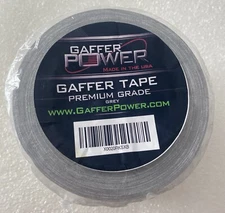 GAFFER
POWER
MADE IN THE USA
GAFFER TAPE
PREMIUM GRADE
GREY
WWW.GAFFERPOWER.COM